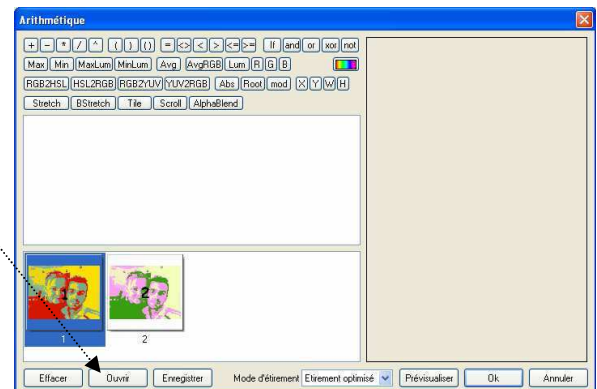 Arithmétique
+ - * / ^ ( ) () = <> < > <= >= If and or xor not
Max Min MaxLum MinLum Avg AvgRGB Lum R G B
RGB2HSL HSL2RGB RGB2YUV YUV2RGB Abs Root mod X Y W H
Stretch BStretch Tile Scroll AlphaBlend
1 2
1 2
Effacer Ouvrir Enregistrer Mode d'étirement Etirement optimisé Prévisualiser Ok Annuler